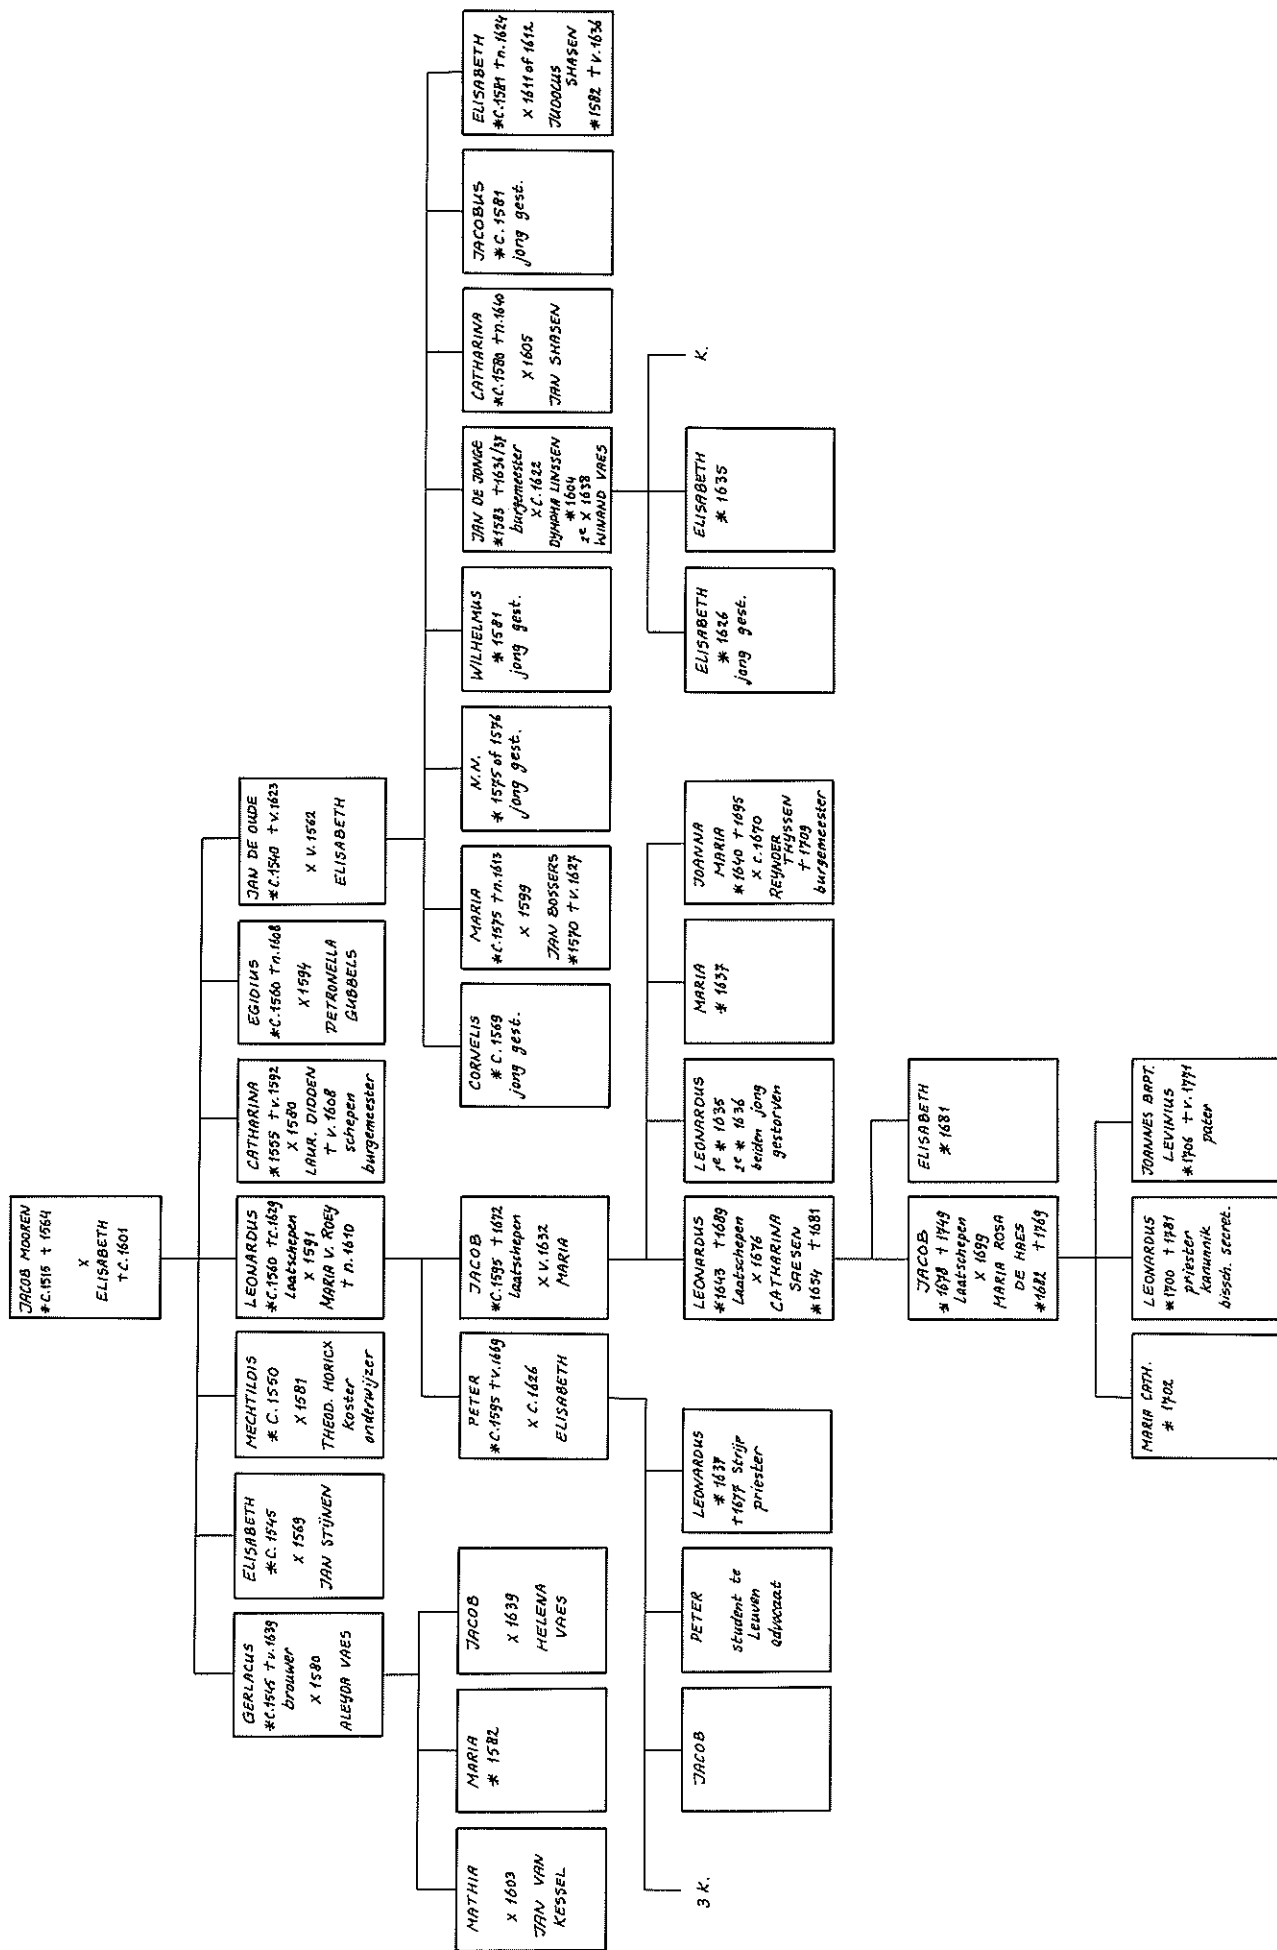 JACOB MOOREN
*C.1515 † 1564
X
ELISABETH
†C.1601
GERLACUS
*C.1545 †v.1639
brouwer
X 1580
ALEYDA VAES
ELISABETH
*C.1545
X 1569
JAN STIJNEN
MECHTILDIS
* C.1550
X 1581
THEOD. HORICX
Koster
onderwijzer
LEONARDUS
*C.1560 †C.1629
Laatschepen
X 1591
MARIA V. ROEY
† n.1610
CATHARINA
*1555 †v.1592
X 1580
LAUR. DIDDEN
† v.1608
schepen
burgemeester
EGIDIUS
*C.1560 †n.1608
X 1594
PETRONELLA
GUBBELS
JAN DE OUDE
*C.1540 †v.1623
X V.1562
ELISABETH
MATHIA
X 1603
JAN VAN
KESSEL
MARIA
* 1582
JACOB
X 1639
HELENA
VAES
PETER
*C.1595 †v.1669
X C.1626
ELISABETH
JACOB
*C.1595 †1672
Laatschepen
X V.1632
MARIA
CORNELIS
* C.1569
jong gest.
MARIA
*C.1575 †n.1613
X 1599
JAN BOSSERS
*1570 †v.1627
N.N.
* 1575 of 1576
jong gest.
WILHELMUS
* 1581
jong gest.
JAN DE JONGE
*1583 †1636/37
burgemeester
X C.1622
DYMPHA LINSSEN
*1604
2e X 1638
WINAND VAES
CATHARINA
*C.1580 †n.1640
X 1605
JAN SHASEN
JACOBUS
*C.1581
jong gest.
ELISABETH
*C.1581 †n.1624
X 1611 of 1612
JUDOCUS
SHASEN
*1582 †v.1636
3 K.
JACOB
PETER
student te
Leuven
advocaat
LEONARDUS
* 1637
†1677 Strijp
priester
LEONARDUS
*1643 †1689
Laatschepen
X 1676
CATHARINA
SAESEN
*1654 †1681
LEONARDUS
1e * 1635
2e * 1636
beiden jong
gestorven
MARIA
* 1637
JOANNA
MARIA
*1640 †1695
X C.1670
REYNDER
THYSSEN
† 1709
burgemeester
ELISABETH
* 1626
jong gest.
ELISABETH
* 1635
K.
JACOB
*1678 †1749
Laatschepen
X 1699
MARIA ROSA
DE HAES
*1682 †1769
ELISABETH
* 1681
MARIA CATH.
* 1702
LEONARDUS
*1700 †1781
priester
kanunnik
bissch. secret.
JOANNES BAPT.
LEVINIUS
*1706 †v.1771
pater